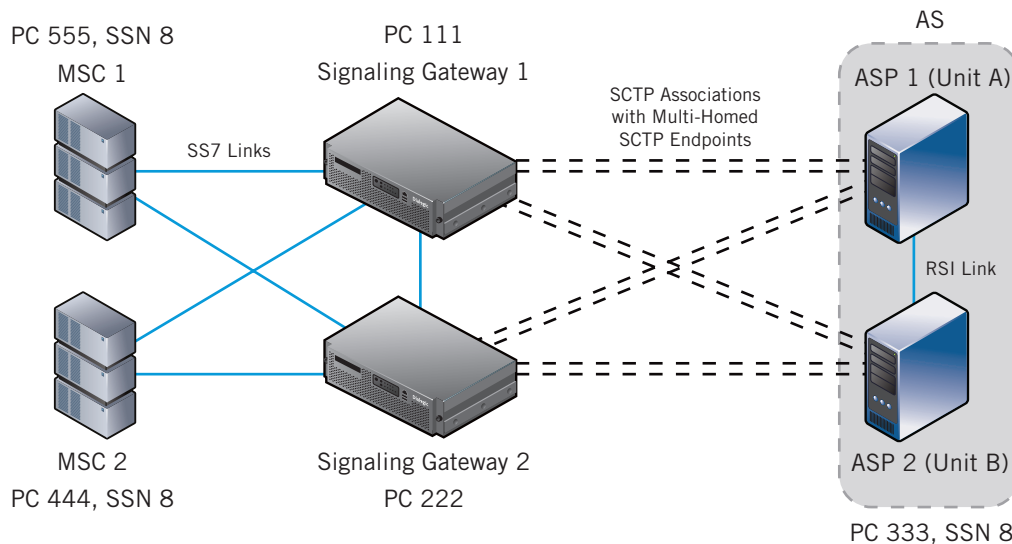 PC 555, SSN 8
MSC 1
PC 111
Signaling Gateway 1
AS
ASP 1 (Unit A)
SS7 Links
SCTP Associations
with Multi-Homed
SCTP Endpoints
Dialogic
RSI Link
Dialogic
MSC 2
PC 444, SSN 8
Signaling Gateway 2
PC 222
ASP 2 (Unit B)
PC 333, SSN 8